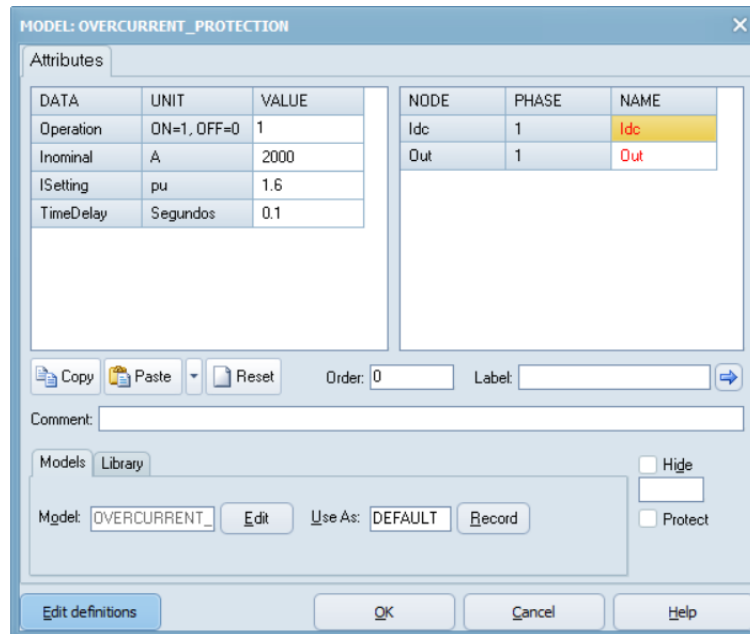 MODEL: OVERCURRENT_PROTECTION
Attributes
DATA UNIT VALUE
Operation ON=1, OFF=0 1
Inominal A 2000
ISetting pu 1.6
TimeDelay Segundos 0.1
NODE PHASE NAME
Idc 1 Idc
Out 1 Out
Copy Paste Reset Order: 0 Label:
Comment:
Models Library
Model: OVERCURRENT_ Edit Use As: DEFAULT Record
Hide
Protect
Edit definitions OK Cancel Help